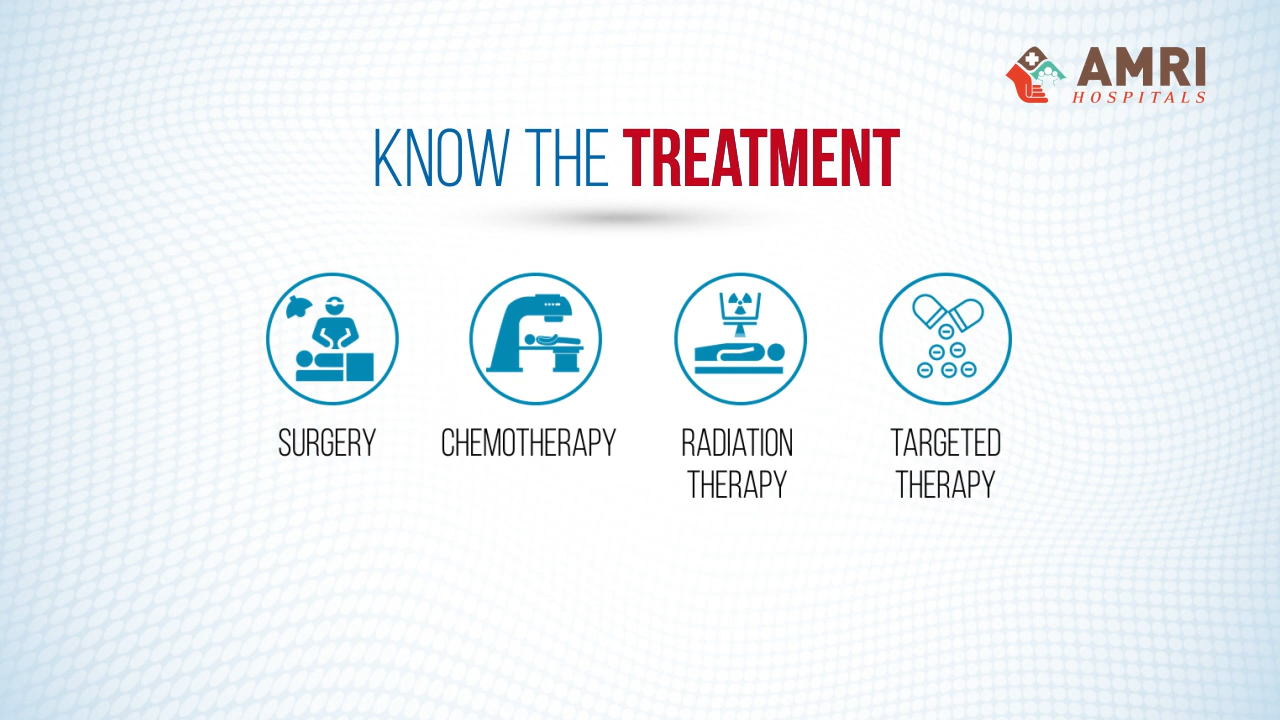 AMRI
HOSPITALS
KNOW THE TREATMENT
SURGERY
CHEMOTHERAPY
RADIATION
THERAPY
TARGETED
THERAPY